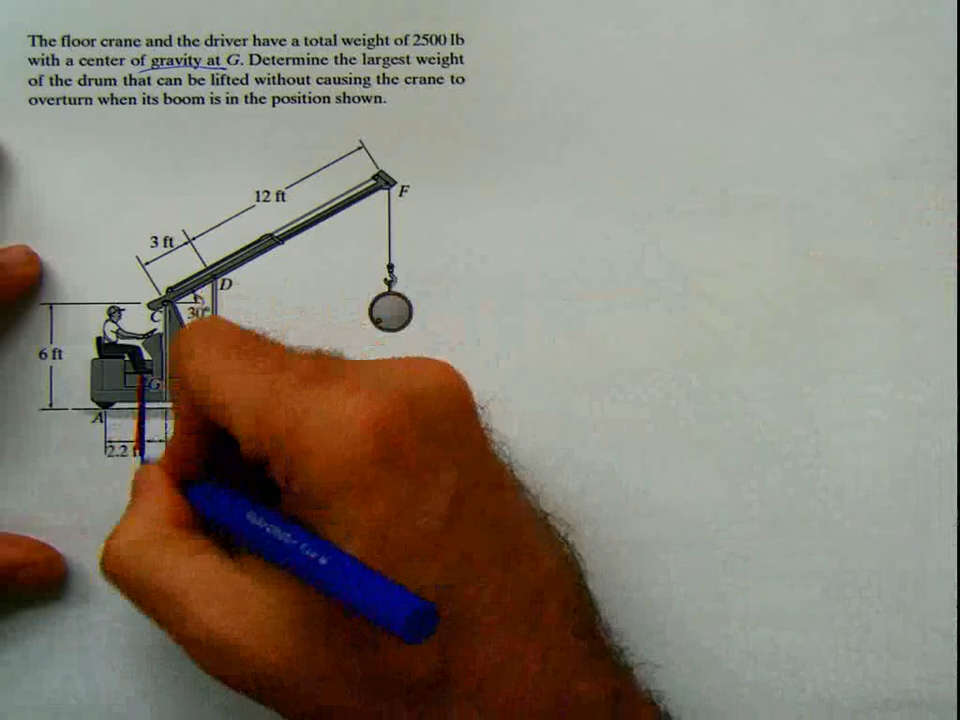 The floor crane and the driver have a total weight of 2500 lb
with a center of gravity at G. Determine the largest weight
of the drum that can be lifted without causing the crane to
overturn when its boom is in the position shown.
12 ft
F
3 ft
D
C
30°
6 ft
G
A
2.2